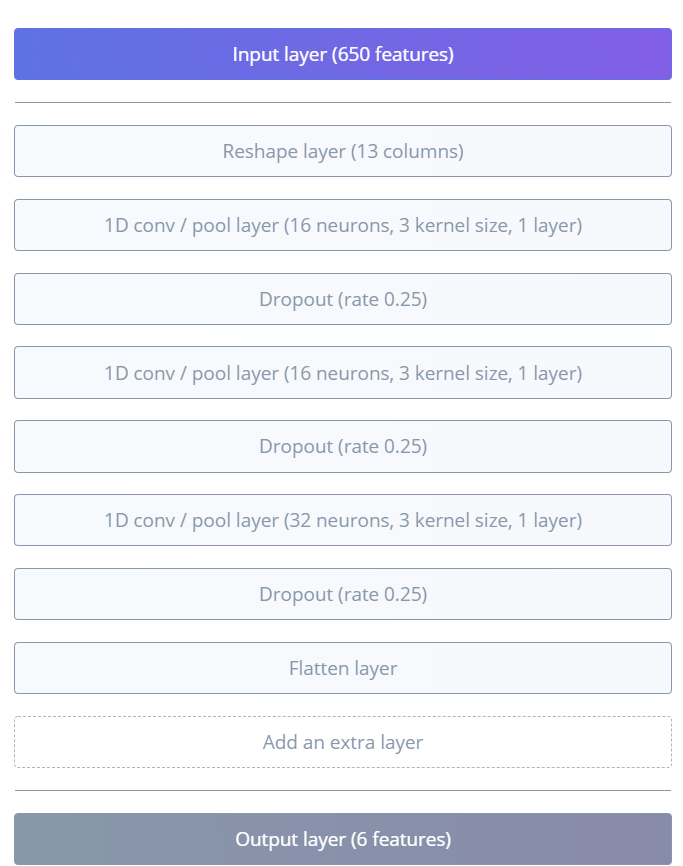 Input layer (650 features)
Reshape layer (13 columns)
1D conv / pool layer (16 neurons, 3 kernel size, 1 layer)
Dropout (rate 0.25)
1D conv / pool layer (16 neurons, 3 kernel size, 1 layer)
Dropout (rate 0.25)
1D conv / pool layer (32 neurons, 3 kernel size, 1 layer)
Dropout (rate 0.25)
Flatten layer
Add an extra layer
Output layer (6 features)